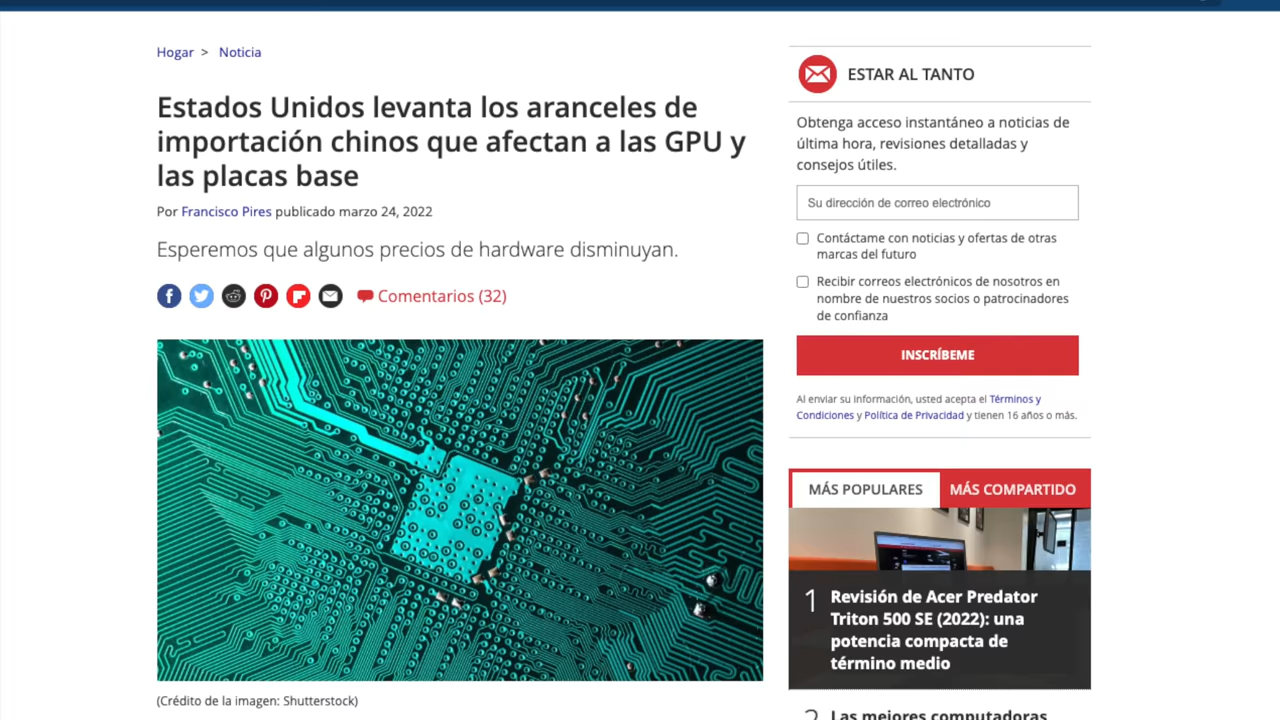 Hogar > Noticia
Estados Unidos levanta los aranceles de
importación chinos que afectan a las GPU y
las placas base
Por Francisco Pires publicado marzo 24, 2022
Esperemos que algunos precios de hardware disminuyan.
Comentarios (32)
(Crédito de la imagen: Shutterstock)
ESTAR AL TANTO
Obtenga acceso instantáneo a noticias de
última hora, revisiones detalladas y
consejos útiles.
Su dirección de correo electrónico
Contáctame con noticias y ofertas de otras
marcas del futuro
Recibir correos electrónicos de nosotros en
nombre de nuestros socios o patrocinadores
de confianza
INSCRÍBEME
Al enviar su información, usted acepta el Términos y
Condiciones y Política de Privacidad y tienen 16 años o más.
MÁS POPULARES
MÁS COMPARTIDO
1 Revisión de Acer Predator
Triton 500 SE (2022): una
potencia compacta de
término medio
2 Las mejores computadoras